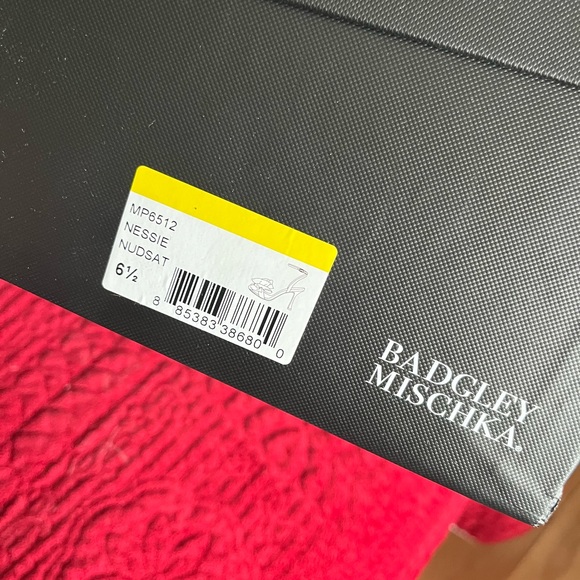 MP6512
NESSIE
NUDSAT
6½
8 85383 38680 0
BADGLEY
MISCHKA.